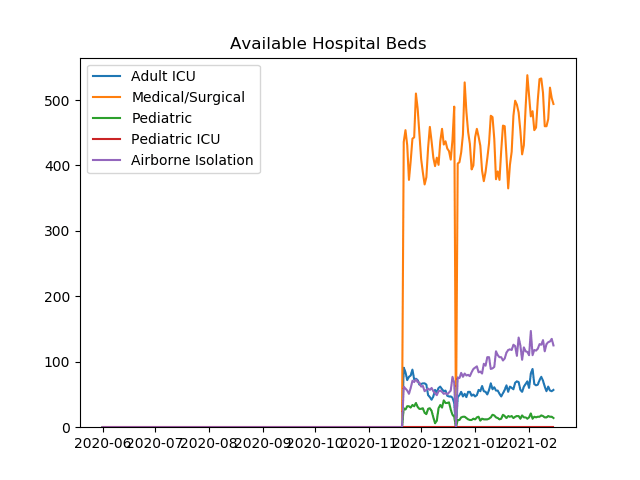 Available Hospital Beds
Adult ICU
Medical/Surgical
Pediatric
Pediatric ICU
Airborne Isolation
500
400
300
200
100
0
2020-06 2020-07 2020-08 2020-09 2020-10 2020-11 2020-12 2021-01 2021-02